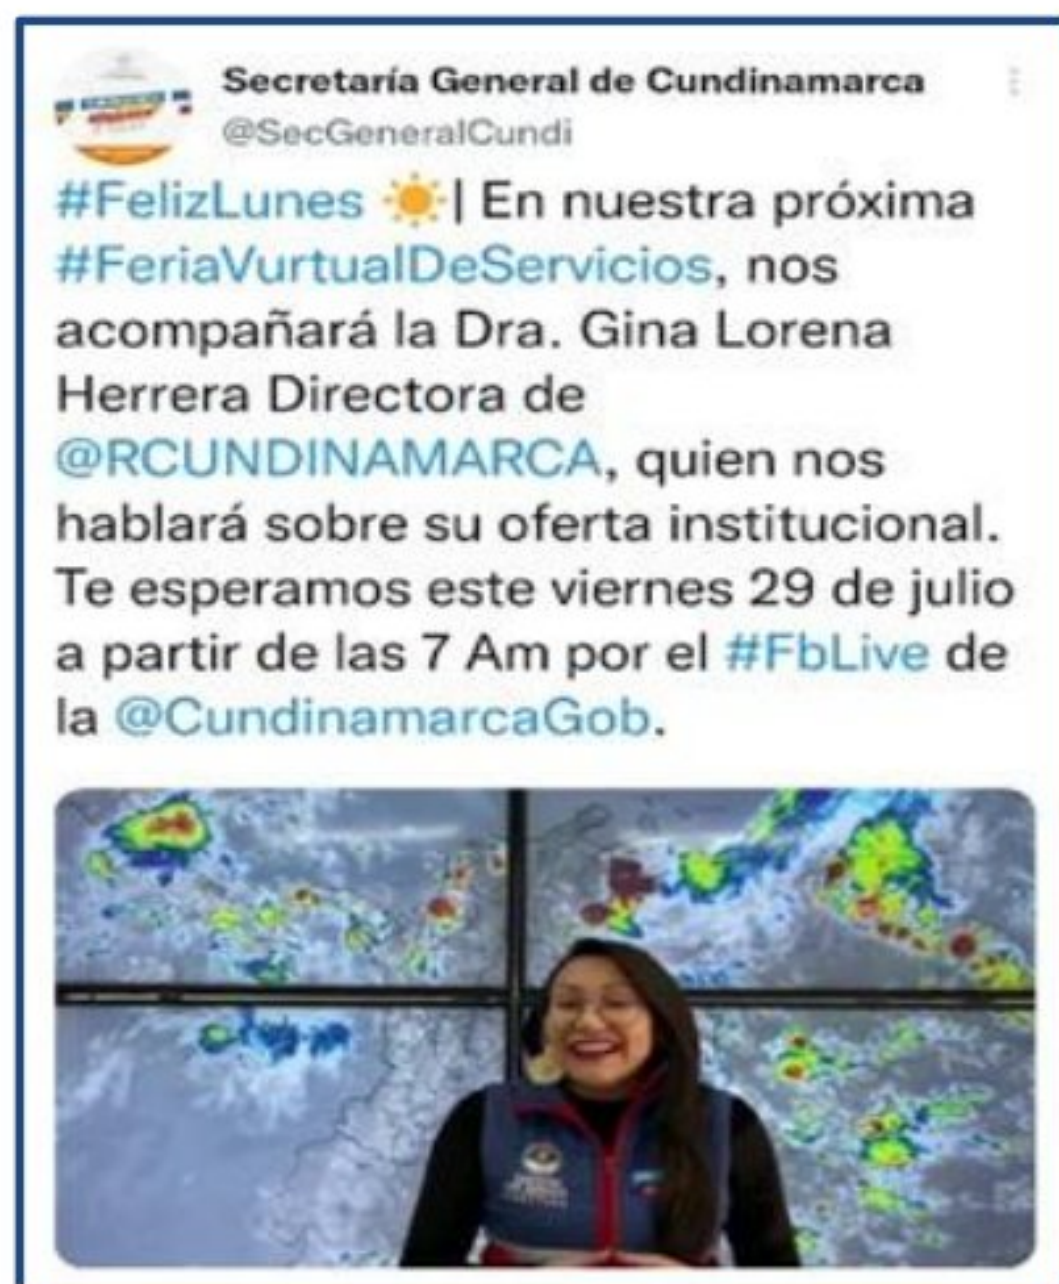 Secretaría General de Cundinamarca
@SecGeneralCundi
#FelizLunes ☀️| En nuestra próxima
#FeriaVurtualDeServicios, nos
acompañará la Dra. Gina Lorena
Herrera Directora de
@RCUNDINAMARCA, quien nos
hablará sobre su oferta institucional.
Te esperamos este viernes 29 de julio
a partir de las 7 Am por el #FbLive de
la @CundinamarcaGob.